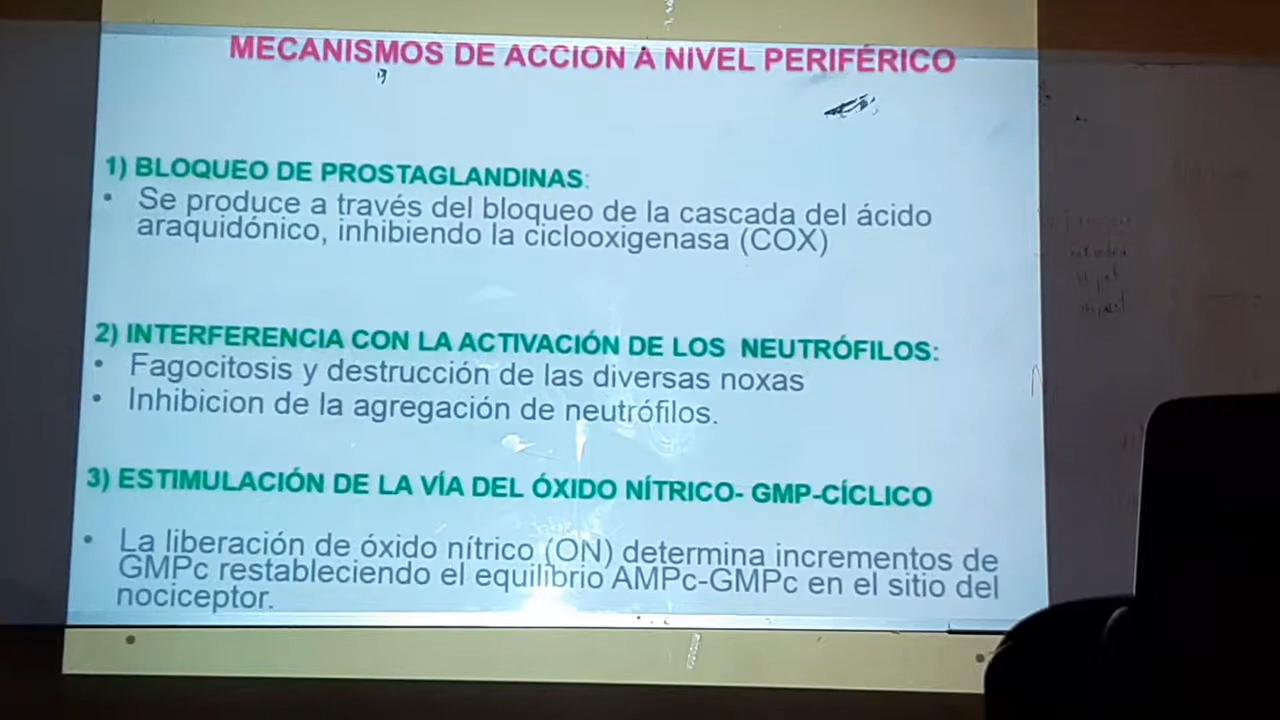 MECANISMOS DE ACCION A NIVEL PERIFÉRICO
1) BLOQUEO DE PROSTAGLANDINAS:
• Se produce a través del bloqueo de la cascada del ácido
araquidónico, inhibiendo la ciclooxigenasa (COX)
2) INTERFERENCIA CON LA ACTIVACIÓN DE LOS NEUTRÓFILOS:
• Fagocitosis y destrucción de las diversas noxas
• Inhibicion de la agregación de neutrófilos.
3) ESTIMULACIÓN DE LA VÍA DEL ÓXIDO NÍTRICO- GMP-CÍCLICO
• La liberación de óxido nítrico (ON) determina incrementos de
GMPc restableciendo el equilibrio AMPc-GMPc en el sitio del
nociceptor.